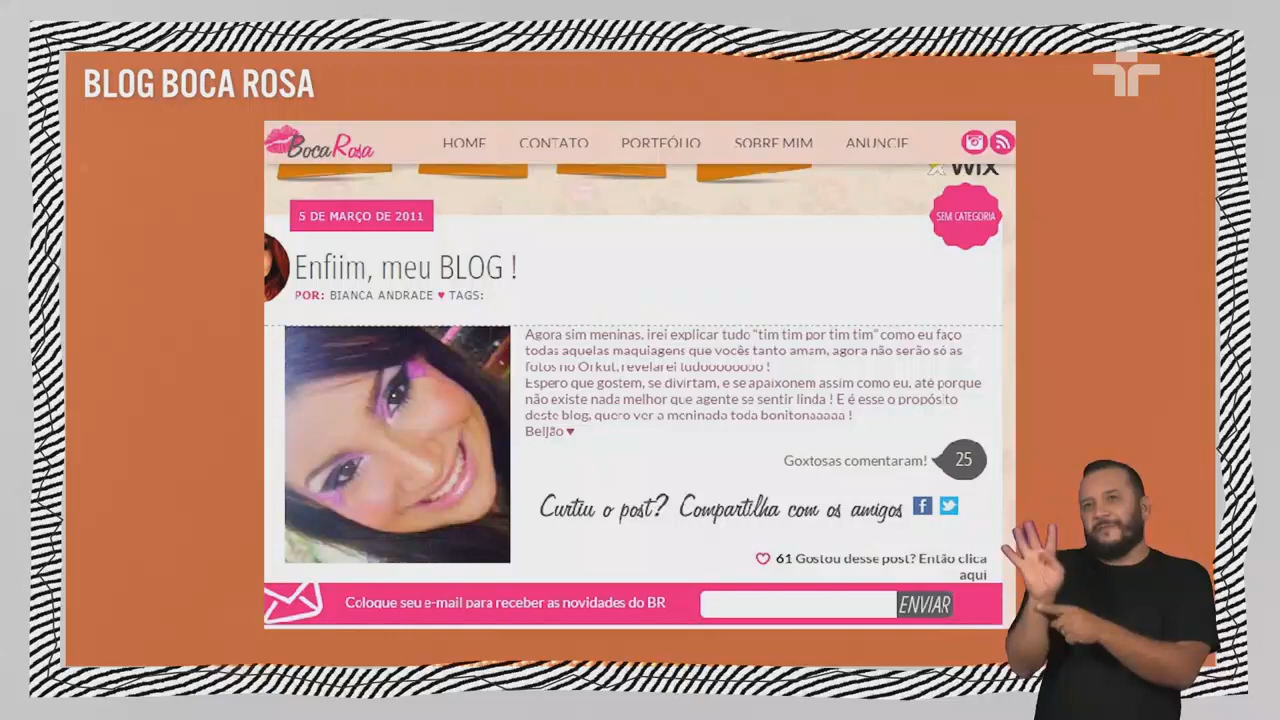 BLOG BOCA ROSA
BocaRosa
HOME CONTATO PORTFÓLIO SOBRE MIM ANUNCIE
WIX
5 DE MARÇO DE 2011
SEM CATEGORIA
Enfiim, meu BLOG !
POR: BIANCA ANDRADE ♥ TAGS:
Agora sim meninas, irei explicar tudo "tim tim por tim tim" como eu faço
todas aquelas maquiagens que vocês tanto amam, agora não serão só as
fotos no Orkut, revelarei tudoooooooo !
Espero que gostem, se divirtam, e se apaixonem assim como eu, até porque
não existe nada melhor que agente se sentir linda ! E é esse o propósito
deste blog, quero ver a meninada toda bonitonaaaaa !
Beijão ♥
Goxtosas comentaram! 25
Curtiu o post? Compartilha com os amigos
61 Gostou desse post? Então clica
aqui
Coloque seu e-mail para receber as novidades do BR ENVIAR